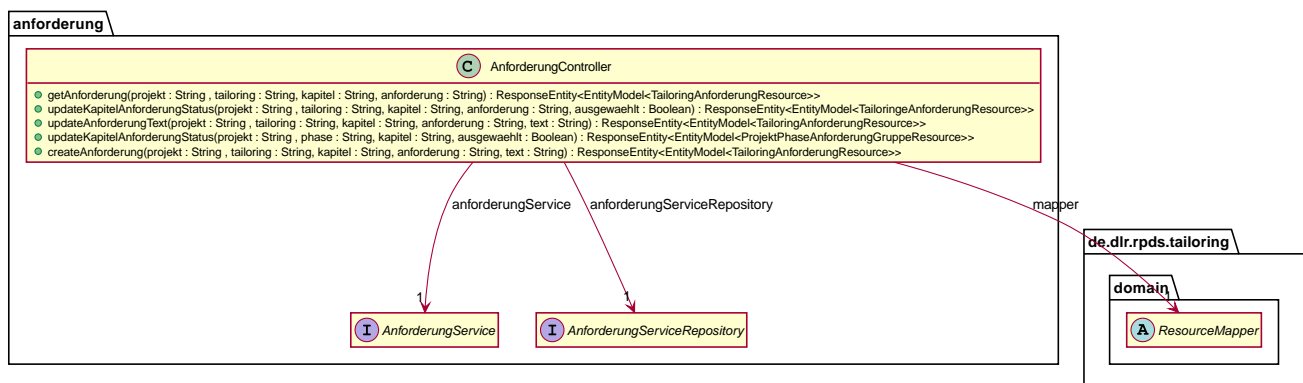 anforderung
C AnforderungController
getAnforderung(projekt : String , tailoring : String, kapitel : String, anforderung : String) : ResponseEntity<EntityModel<TailoringAnforderungResource>>
updateKapitelAnforderungStatus(projekt : String , tailoring : String, kapitel : String, anforderung : String, ausgewaehlt : Boolean) : ResponseEntity<EntityModel<TailoringeAnforderungResource>>
updateAnforderungText(projekt : String , tailoring : String, kapitel : String, anforderung : String, text : String) : ResponseEntity<EntityModel<TailoringAnforderungResource>>
updateKapitelAnforderungStatus(projekt : String , phase : String, kapitel : String, ausgewaehlt : Boolean) : ResponseEntity<EntityModel<ProjektPhaseAnforderungGruppeResource>>
createAnforderung(projekt : String , tailoring : String, kapitel : String, anforderung : String, text : String) : ResponseEntity<EntityModel<TailoringAnforderungResource>>
anforderungService
anforderungServiceRepository
mapper
de.dlr.rpds.tailoring
domain
1
1
1
I AnforderungService
I AnforderungServiceRepository
A ResourceMapper